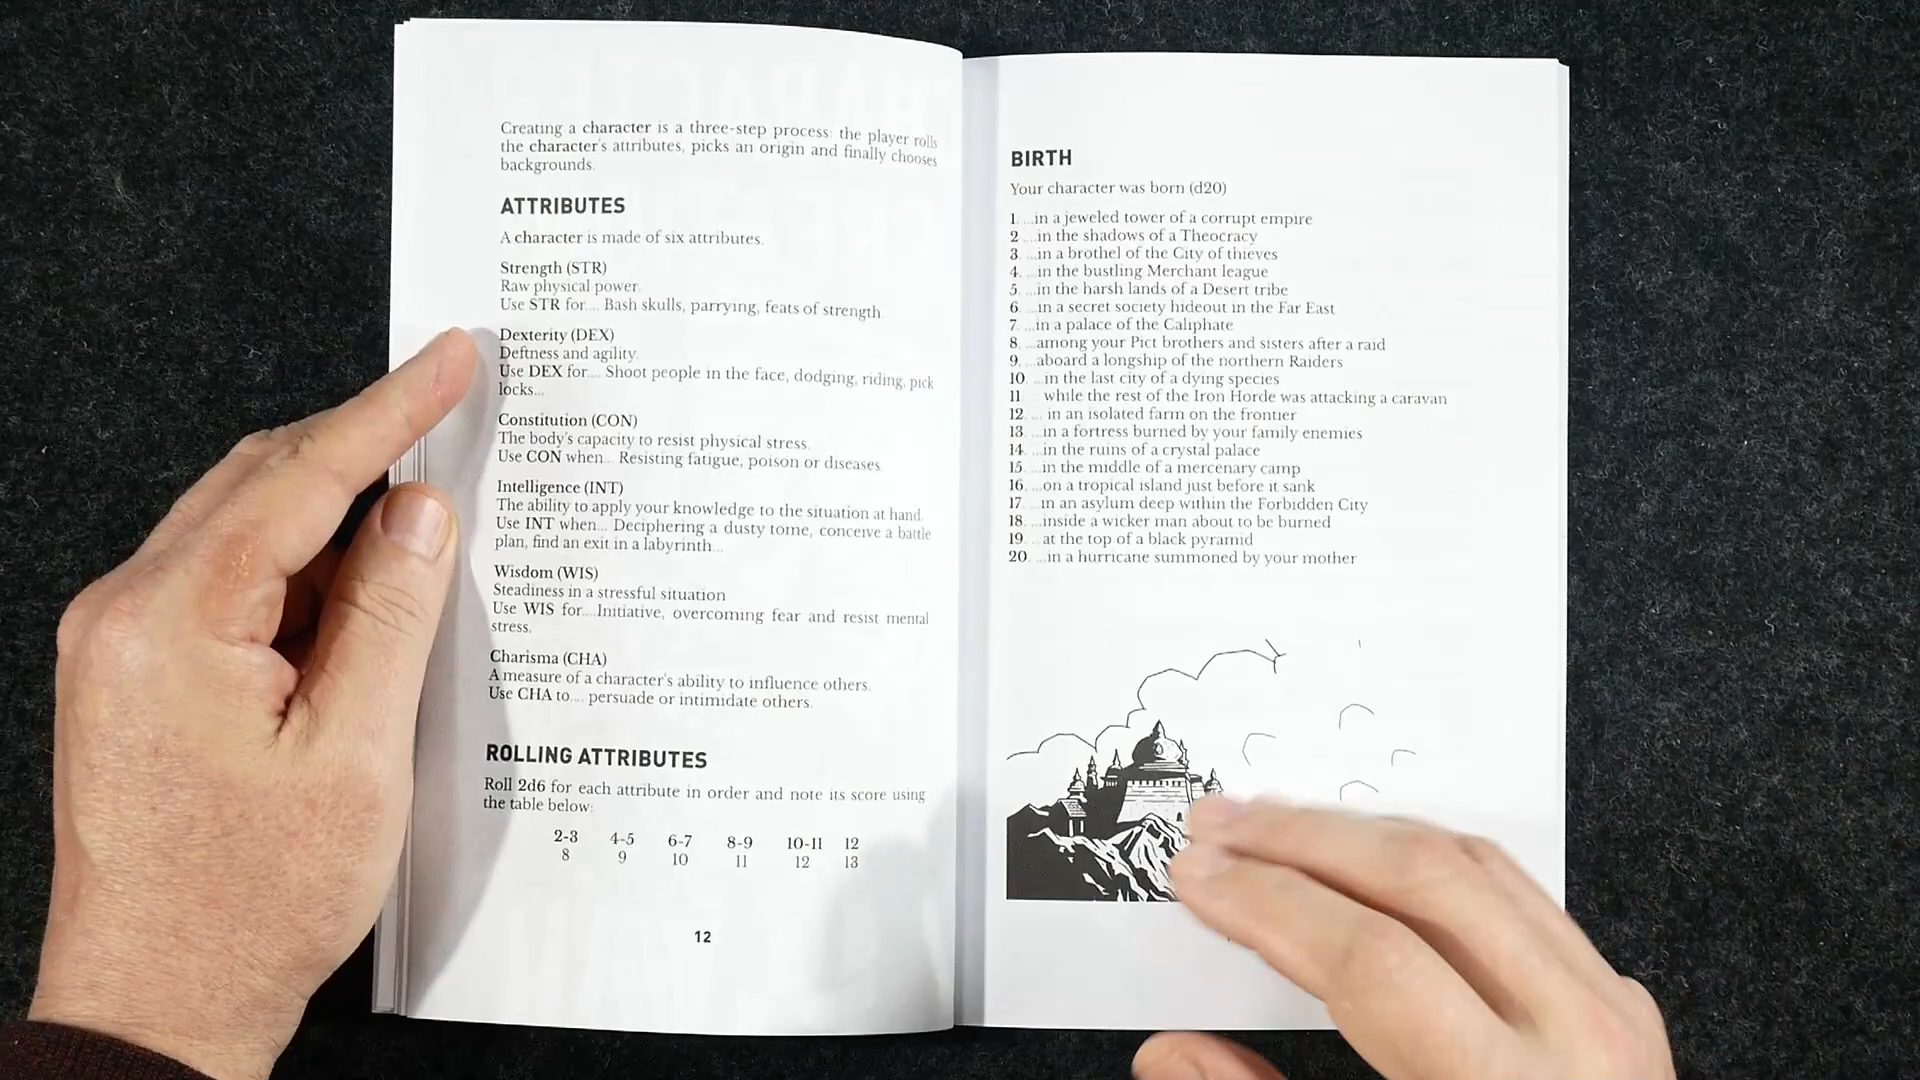 Creating a character is a three-step process: the player rolls
the character's attributes, picks an origin and finally chooses
backgrounds.
ATTRIBUTES
A character is made of six attributes.
Strength (STR)
Raw physical power.
Use STR for.... Bash skulls, parrying, feats of strength.
Dexterity (DEX)
Deftness and agility.
Use DEX for.... Shoot people in the face, dodging, riding, pick
locks...
Constitution (CON)
The body's capacity to resist physical stress.
Use CON when... Resisting fatigue, poison or diseases.
Intelligence (INT)
The ability to apply your knowledge to the situation at hand.
Use INT when... Deciphering a dusty tome, conceive a battle
plan, find an exit in a labyrinth...
Wisdom (WIS)
Steadiness in a stressful situation
Use WIS for....Initiative, overcoming fear and resist mental
stress.
Charisma (CHA)
A measure of a character's ability to influence others.
Use CHA to.... persuade or intimidate others.
ROLLING ATTRIBUTES
Roll 2d6 for each attribute in order and note its score using
the table below:
2-3 4-5 6-7 8-9 10-11 12
8 9 10 11 12 13
12
BIRTH
Your character was born (d20)
1. ...in a jeweled tower of a corrupt empire
2. ...in the shadows of a Theocracy
3. ...in a brothel of the City of thieves
4. ...in the bustling Merchant league
5. ...in the harsh lands of a Desert tribe
6. ...in a secret society hideout in the Far East
7. ...in a palace of the Caliphate
8. ...among your Pict brothers and sisters after a raid
9. ...aboard a longship of the northern Raiders
10. ...in the last city of a dying species
11. ...while the rest of the Iron Horde was attacking a caravan
12. ... in an isolated farm on the frontier
13. ...in a fortress burned by your family enemies
14. ...in the ruins of a crystal palace
15. ...in the middle of a mercenary camp
16. ...on a tropical island just before it sank
17. ...in an asylum deep within the Forbidden City
18. ...inside a wicker man about to be burned
19. ...at the top of a black pyramid
20. ...in a hurricane summoned by your mother